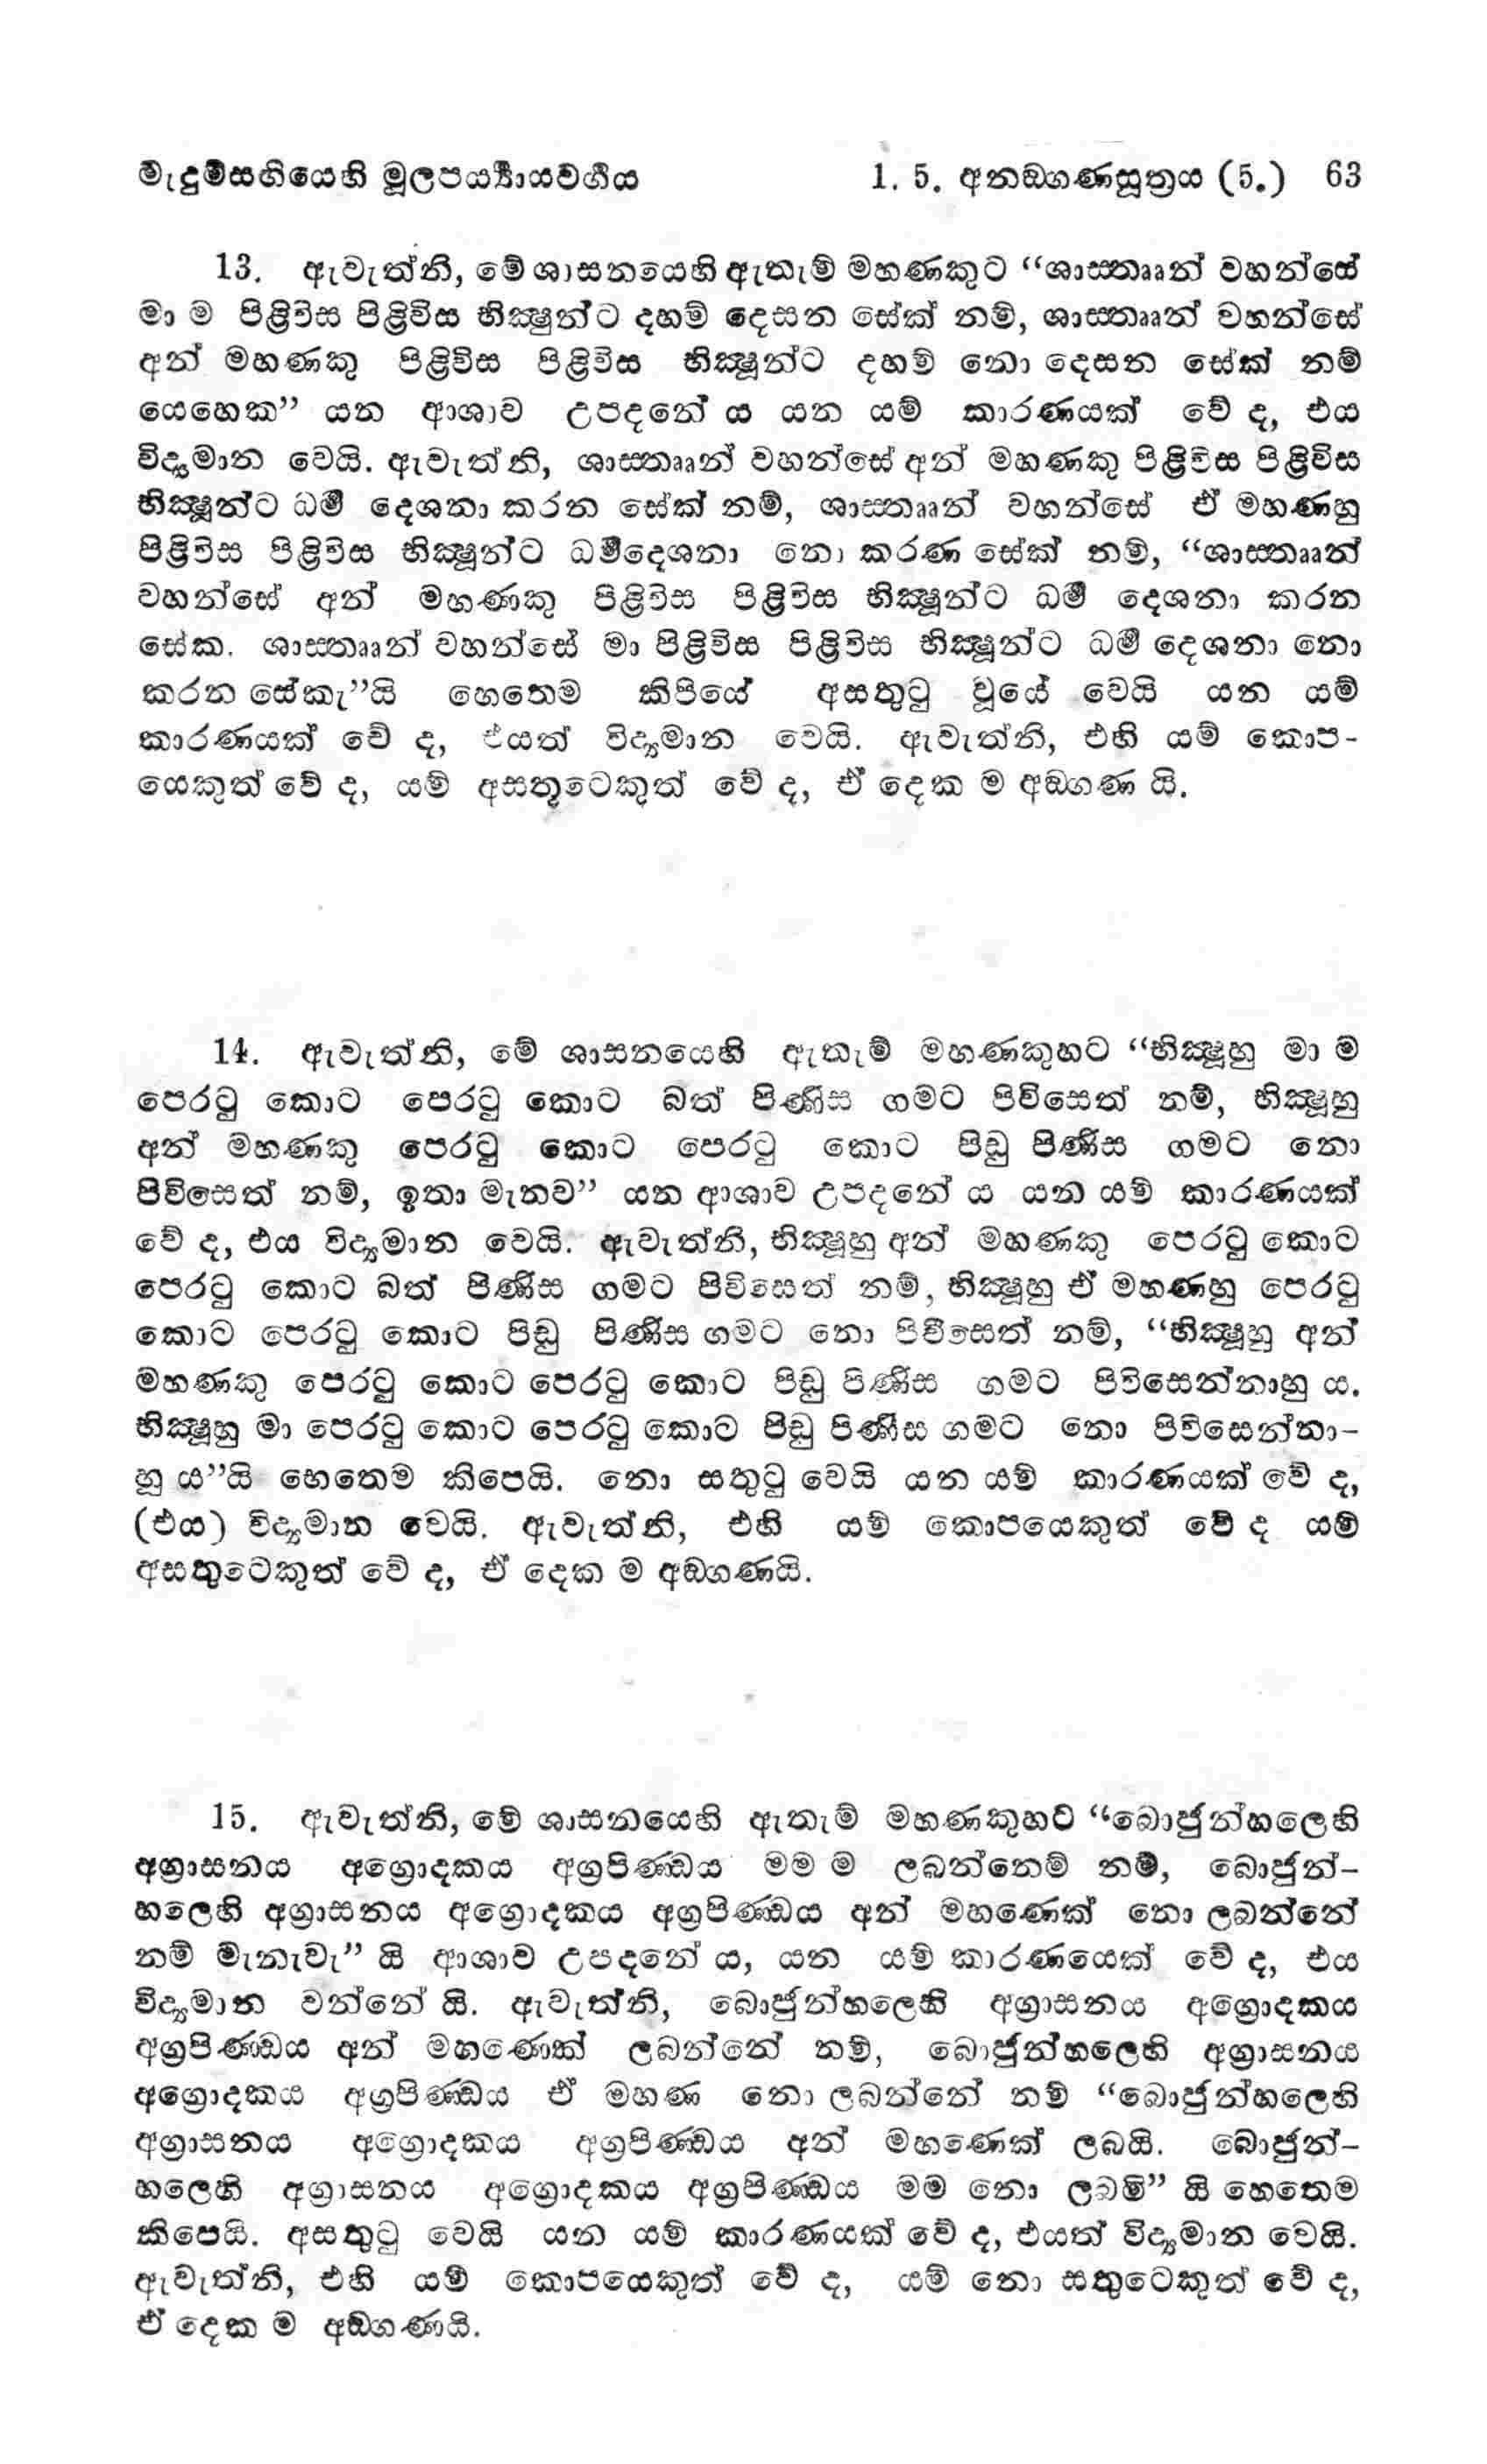 මැදුම්සඟියෙහි මූලපර්‍ය්‍යායවර්‍ගය 1. 5. අනඞ්ගණසූත්‍රය (5.) 63
13. ඇවැත්නි, මේ ශාසනයෙහි ඇතැම් මහණකුට “ශාස්තෲන් වහන්සේ
මා ම පිළිවිස පිළිවිස භික්‍ෂුන්ට දහම් දෙසන සේක් නම්, ශාස්තෲන් වහන්සේ
අන් මහණකු පිළිවිස පිළිවිස භික්‍ෂූන්ට දහම් නො දෙසන සේක් නම්
යෙහෙක” යන ආශාව උපදනේ ය යන යම් කාරණයක් වේ ද, එය
විද්‍යමාන වෙයි. ඇවැත්නි, ශාස්තෲන් වහන්සේ අන් මහණකු පිළිවිස පිළිවිස
භික්‍ෂූන්ට ධර්‍ම දෙශනා කරන සේක් නම්, ශාස්තෲන් වහන්සේ ඒ මහණහු
පිළිවිස පිළිවිස භික්‍ෂූන්ට ධර්‍මදෙශනා නො කරණ සේක් නම්, “ශාස්තෲන්
වහන්සේ අන් මහණකු පිළිවිස පිළිවිස භික්‍ෂූන්ට ධර්‍ම දෙශනා කරන
සේක. ශාස්තෲන් වහන්සේ මා පිළිවිස පිළිවිස භික්‍ෂූන්ට ධර්‍ම දෙශනා නො
කරන සේකැ”යි හෙතෙම කිපියේ අසතුටු වූයේ වෙයි යන යම්
කාරණයක් වේ ද, එයත් විද්‍යමාන වෙයි. ඇවැත්නි, එහි යම් කොප-
යෙකුත් වේ ද, යම් අසතුටෙකුත් වේ ද, ඒ දෙක ම අඞ්ගණ යි.
14. ඇවැත්නි, මේ ශාසනයෙහි ඇතැම් මහණකුහට “භික්‍ෂූහු මා ම
පෙරටු කොට පෙරටු කොට බත් පිණිස ගමට පිවිසෙත් නම්, භික්‍ෂූහු
අන් මහණකු පෙරටු කොට පෙරටු කොට පිඩු පිණිස ගමට නො
පිවිසෙත් නම්, ඉතා මැනව” යන ආශාව උපදනේ ය යන යම් කාරණයක්
වේ ද, එය විද්‍යමාන වෙයි. ඇවැත්නි, භික්‍ෂූහු අන් මහණකු පෙරටු කොට
පෙරටු කොට බත් පිණිස ගමට පිවිසෙත් නම්, භික්‍ෂූහු ඒ මහණහු පෙරටු
කොට පෙරටු කොට පිඩු පිණිස ගමට නො පිවිසෙත් නම්, “භික්‍ෂූහු අන්
මහණකු පෙරටු කොට පෙරටු කොට පිඩු පිණිස ගමට පිවිසෙන්නාහු ය.
භික්‍ෂූහු මා පෙරටු කොට පෙරටු කොට පිඩු පිණිස ගමට නො පිවිසෙන්නා-
හු ය”යි හෙතෙම කිපෙයි. නො සතුටු වෙයි යන යම් කාරණයක් වේ ද,
(එය) විද්‍යමාන වෙයි. ඇවැත්නි, එහි යම් කොපයෙකුත් වේ ද යම්
අසතුටෙකුත් වේ ද, ඒ දෙක ම අඞ්ගණයි.
15. ඇවැත්නි, මේ ශාසනයෙහි ඇතැම් මහණකුහට “බොජුන්හලෙහි
අග්‍රාසනය අග්‍රොදකය අග්‍රපිණ්ඩය මම ම ලබන්නෙම් නම්, බොජුන්-
හලෙහි අග්‍රාසනය අග්‍රොදකය අග්‍රපිණ්ඩය අන් මහණෙක් නො ලබන්නේ
නම් මැනැවැ” යි ආශාව උපදනේ ය, යන යම් කාරණයෙක් වේ ද, එය
විද්‍යමාන වන්නේ යි. ඇවැත්නි, බොජුන්හලෙහි අග්‍රාසනය අග්‍රොදකය
අග්‍රපිණ්ඩය අන් මහණෙක් ලබන්නේ නම්, බොජුන්හලෙහි අග්‍රාසනය
අග්‍රොදකය අග්‍රපිණ්ඩය ඒ මහණ නො ලබන්නේ නම් “බොජුන්හලෙහි
අග්‍රාසනය අග්‍රොදකය අග්‍රපිණ්ඩය අන් මහණෙක් ලබයි. බොජුන්-
හලෙහි අග්‍රාසනය අග්‍රොදකය අග්‍රපිණ්ඩය මම නො ලබමි” යි හෙතෙම
කිපෙයි. අසතුටු වෙයි යන යම් කාරණයක් වේ ද, එයත් විද්‍යමාන වෙයි.
ඇවැත්නි, එහි යම් කොපයෙකුත් වේ ද, යම් නො සතුටෙකුත් වේ ද,
ඒ දෙක ම අඞ්ගණයි.